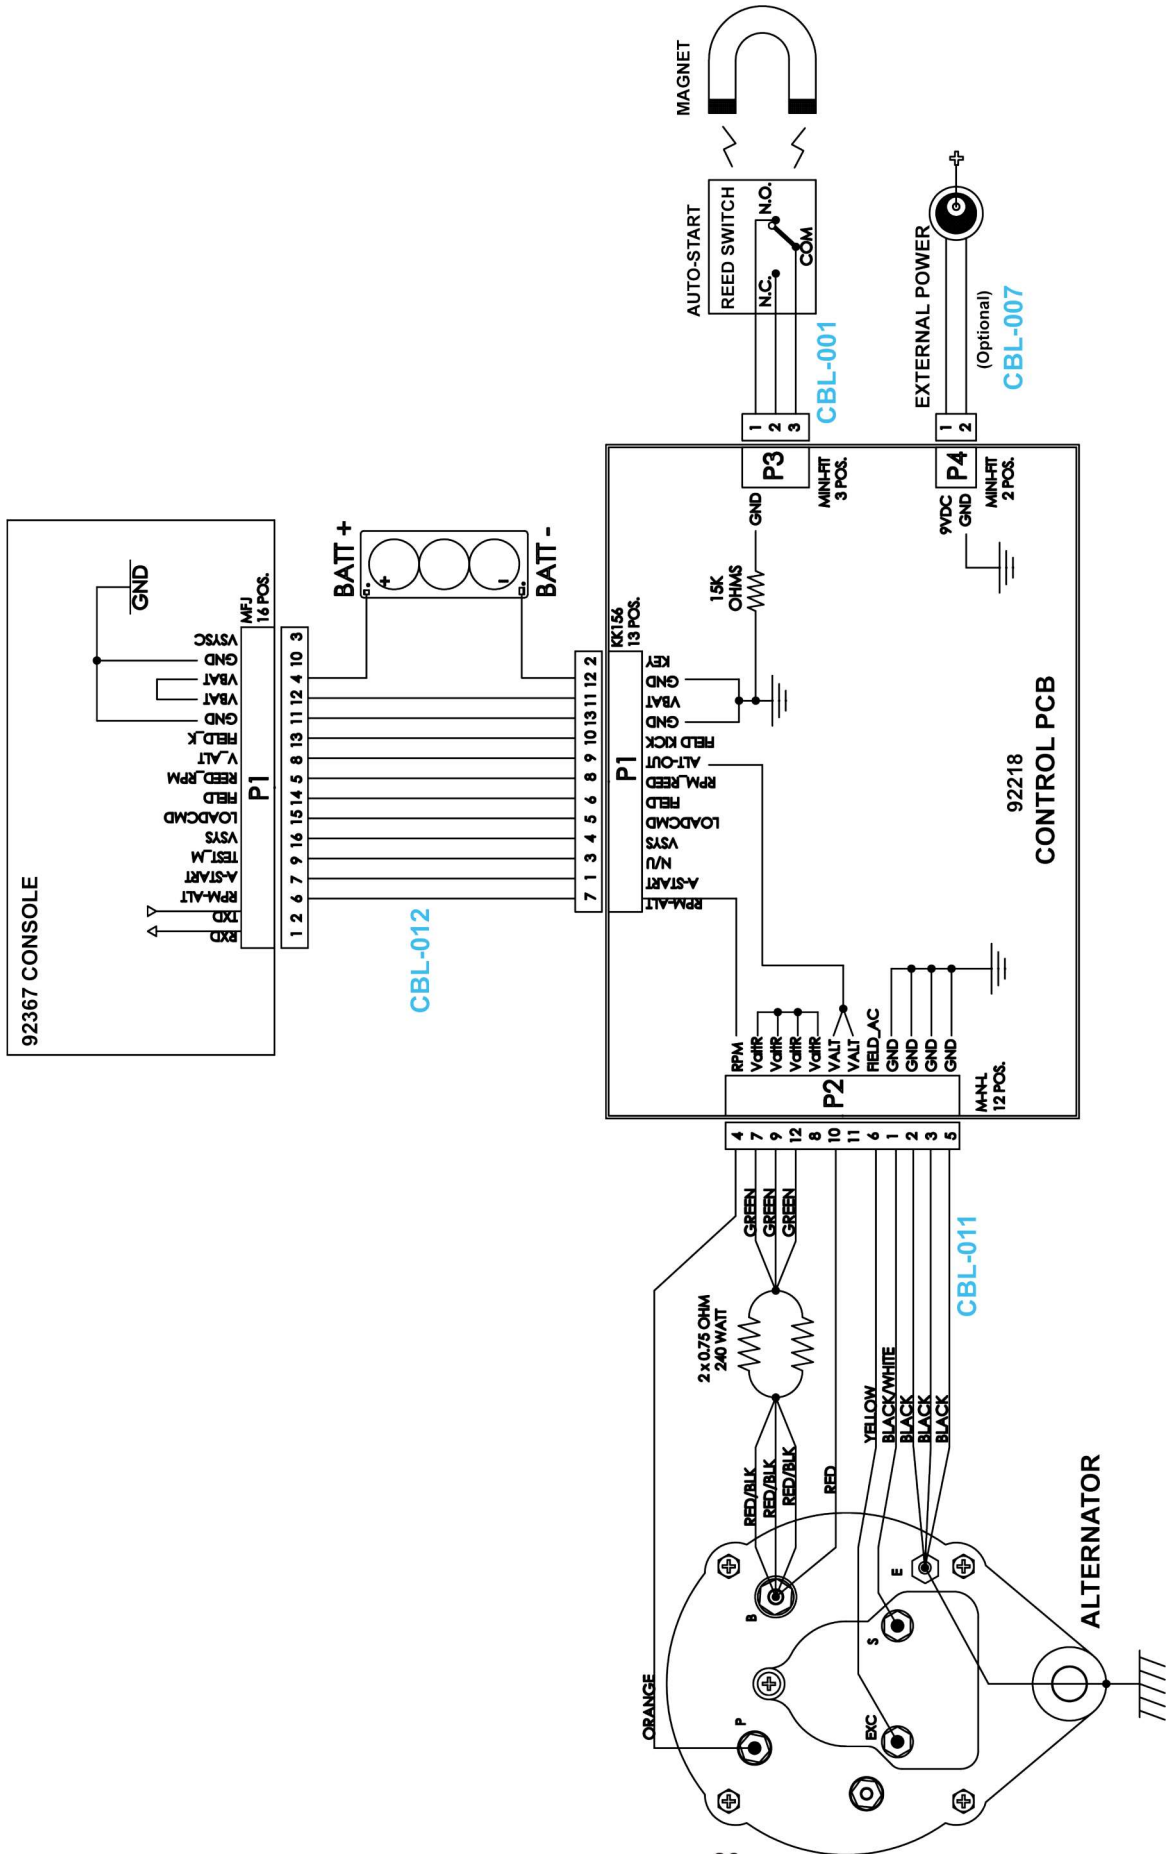 92367 CONSOLE
GND
MFJ
16 POS.
P1
RXD
TXD
RPM-ALT
A-START
TEST_M
VSYS
LOADCMD
FIELD
REED_RPM
V_ALT
FIELD_K
GND
VBAT
VBAT
GND
VSYSC
1 2 6 7 9 16 15 14 5 8 13 11 12 4 10 3
BATT +
+
-
BATT -
CBL-012
7 1 3 4 5 6 8 9 10 13 11 12 2
KK156
13 POS.
P1
RPM-ALT
A-START
N/U
VSYS
LOADCMD
FIELD
RPM_REED
ALT-OUT
FIELD KICK
GND
VBAT
GND
KEY
15K
OHMS
GND
P3
MINI-FIT
3 POS.
1
2
3
CBL-001
AUTO-START
REED SWITCH
N.C.
N.O.
COM
MAGNET
9VDC
GND
P4
MINI-FIT
2 POS.
1
2
EXTERNAL POWER
(Optional)
CBL-007
+
92218
CONTROL PCB
RPM
VattR
VattR
VattR
VattR
VALT
VALT
FIELD_AC
GND
GND
GND
GND
P2
M-N-L
12 POS.
4
7
9
12
8
10
11
6
1
2
3
5
CBL-011
GREEN
GREEN
GREEN
2 x 0.75 OHM
240 WATT
RED/BLK
RED/BLK
RED/BLK
RED
YELLOW
BLACK/WHITE
BLACK
BLACK
BLACK
ORANGE
P
B
S
E
EXC
ALTERNATOR